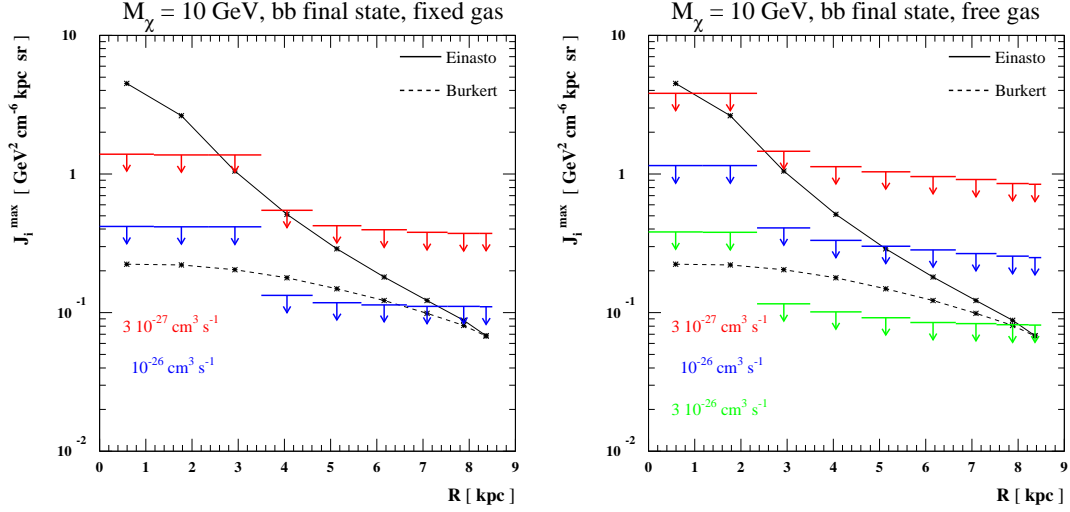 M_χ = 10 GeV, bb final state, fixed gas
J_i^max [ GeV² cm⁻⁶ kpc sr ]
10
1
10⁻¹
10⁻²
Einasto
Burkert
3 10⁻²⁷ cm³ s⁻¹
10⁻²⁶ cm³ s⁻¹
0 1 2 3 4 5 6 7 8 9
R [ kpc ]
M_χ = 10 GeV, bb final state, free gas
J_i^max [ GeV² cm⁻⁶ kpc sr ]
10
1
10⁻¹
10⁻²
Einasto
Burkert
3 10⁻²⁷ cm³ s⁻¹
10⁻²⁶ cm³ s⁻¹
3 10⁻²⁶ cm³ s⁻¹
0 1 2 3 4 5 6 7 8 9
R [ kpc ]